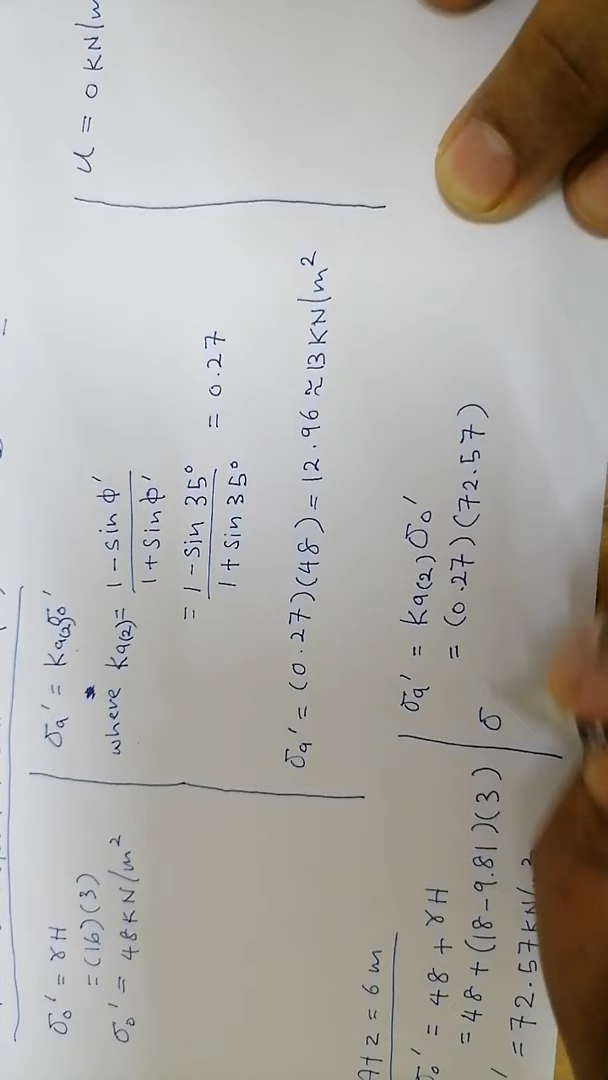 σo' = γH
= (16)(3)
σo' = 48 KN/m²
σa' = Ka(2)σo'
where Ka(2) = 1 - sin φ' / 1 + sin φ'
= 1 - sin 35° / 1 + sin 35° = 0.27
σa' = (0.27)(48) = 12.96 ≈ 13 KN/m²
u = 0 KN/m
At z = 6m
σo' = 48 + γH
= 48 + (18 - 9.81)(3)
' = 72.57 KN/ 2
σa' = Ka(2) σo'
= (0.27)(72.57)
σ